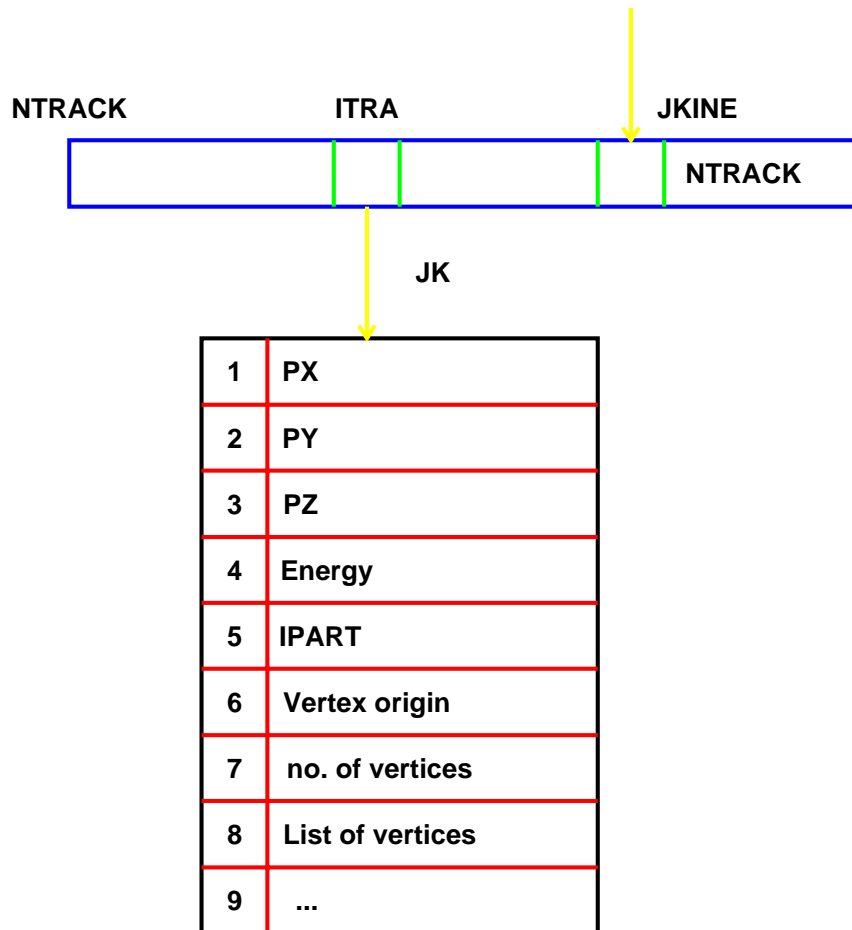 NTRACK ITRA JKINE
NTRACK
JK
1 PX
2 PY
3 PZ
4 Energy
5 IPART
6 Vertex origin
7 no. of vertices
8 List of vertices
9 ...